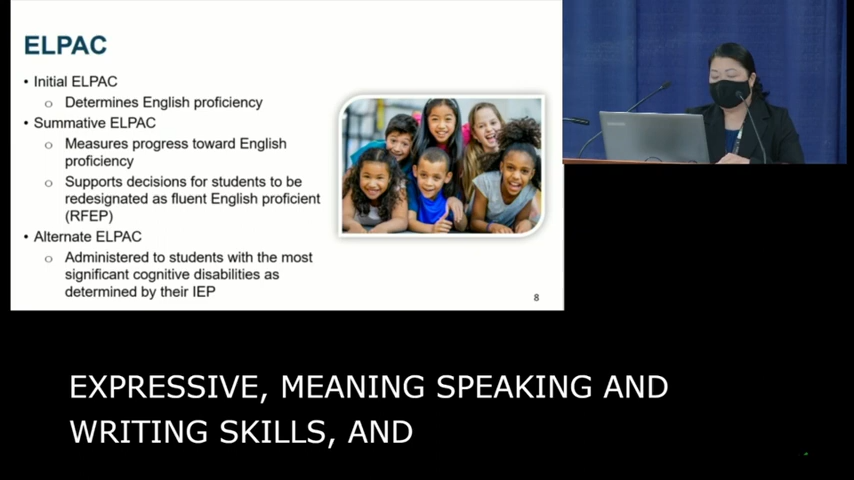 ELPAC
• Initial ELPAC
o Determines English proficiency
• Summative ELPAC
o Measures progress toward English
proficiency
o Supports decisions for students to be
redesignated as fluent English proficient
(RFEP)
• Alternate ELPAC
o Administered to students with the most
significant cognitive disabilities as
determined by their IEP
8
EXPRESSIVE, MEANING SPEAKING AND
WRITING SKILLS, AND